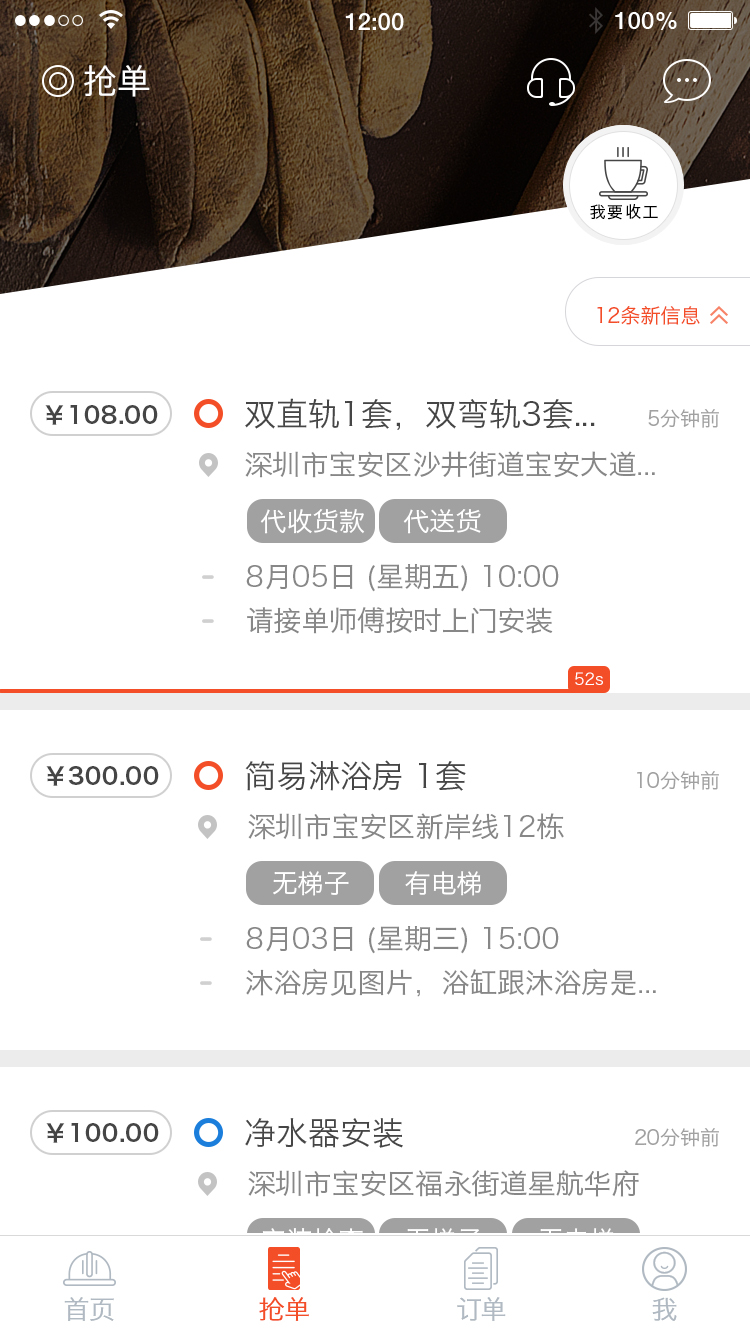 12:00
100%
抢单
我要收工
12条新信息
¥108.00
双直轨1套，双弯轨3套...
5分钟前
深圳市宝安区沙井街道宝安大道...
代收货款
代送货
8月05日 (星期五) 10:00
请接单师傅按时上门安装
52s
¥300.00
简易淋浴房 1套
10分钟前
深圳市宝安区新岸线12栋
无梯子
有电梯
8月03日 (星期三) 15:00
沐浴房见图片，浴缸跟沐浴房是...
¥100.00
净水器安装
20分钟前
深圳市宝安区福永街道星航华府
首页
抢单
订单
我